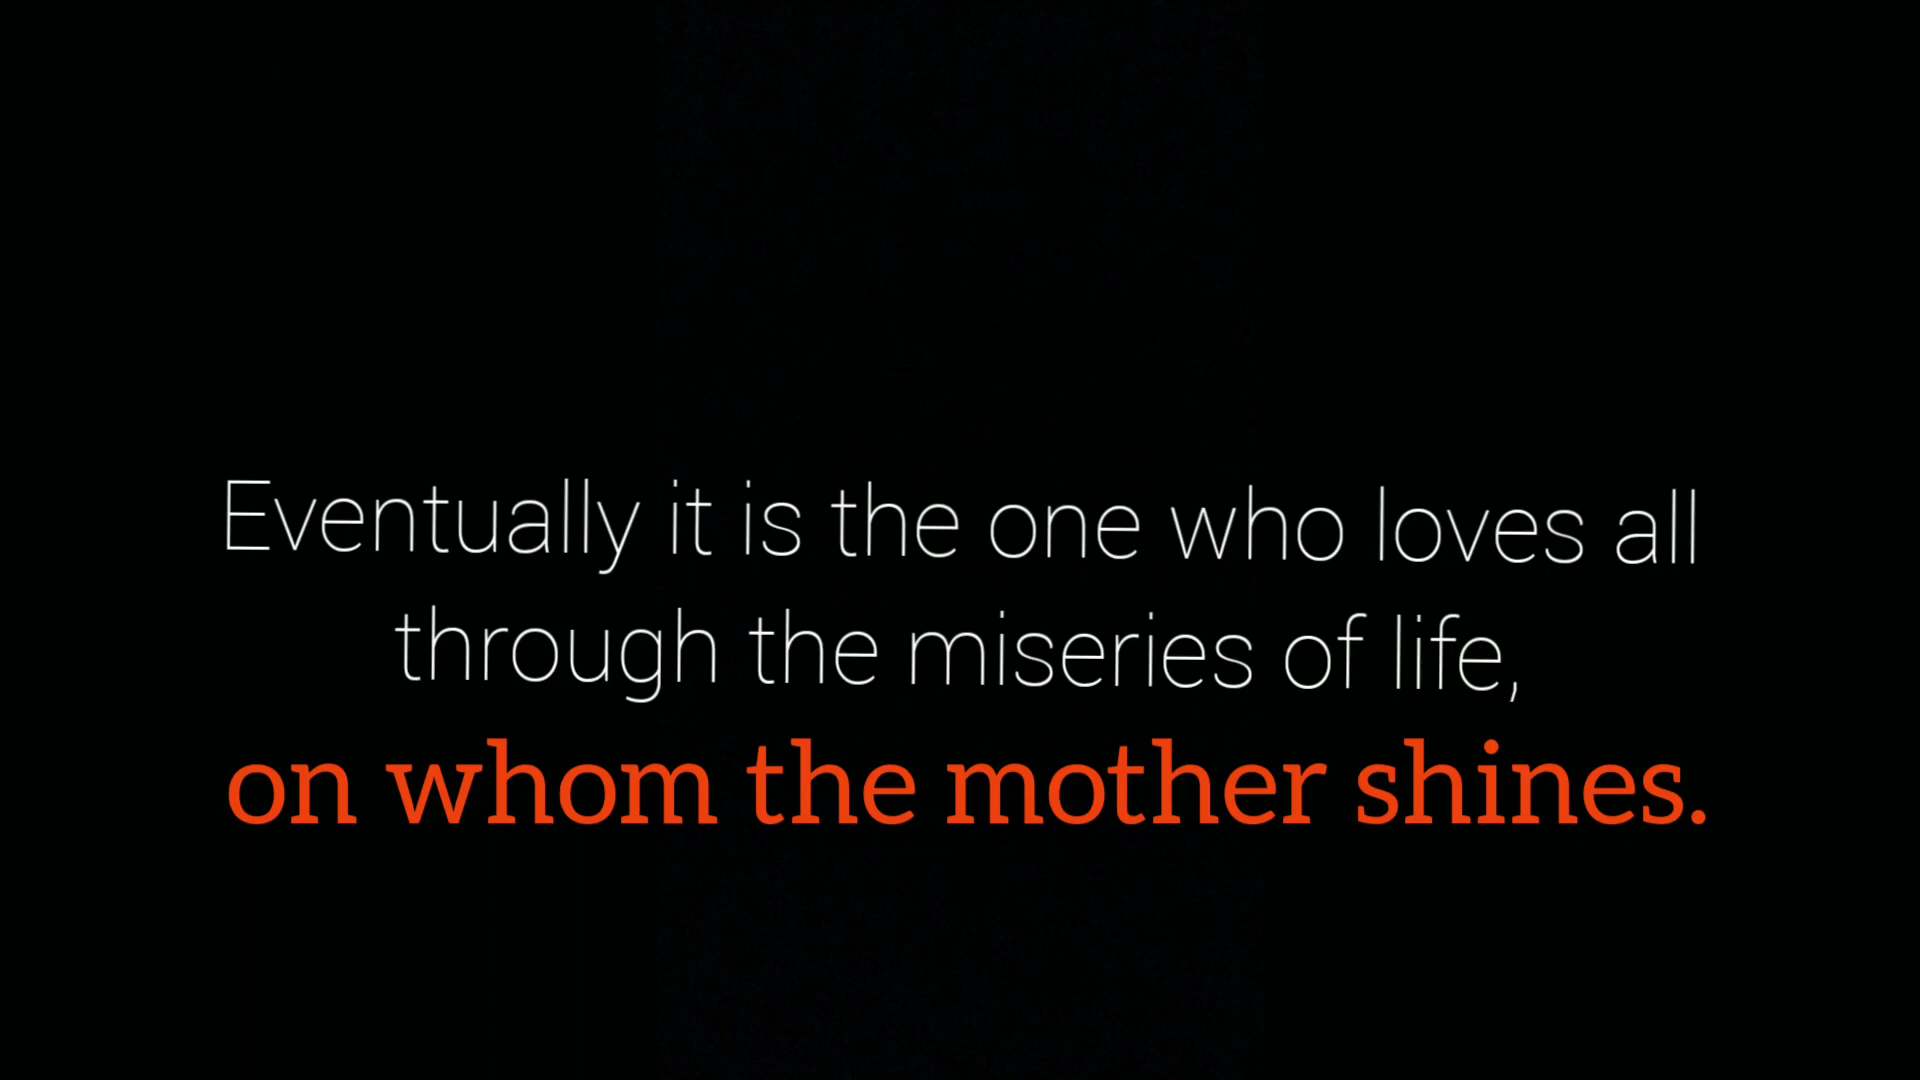 Eventually it is the one who loves all
through the miseries of life,
on whom the mother shines.